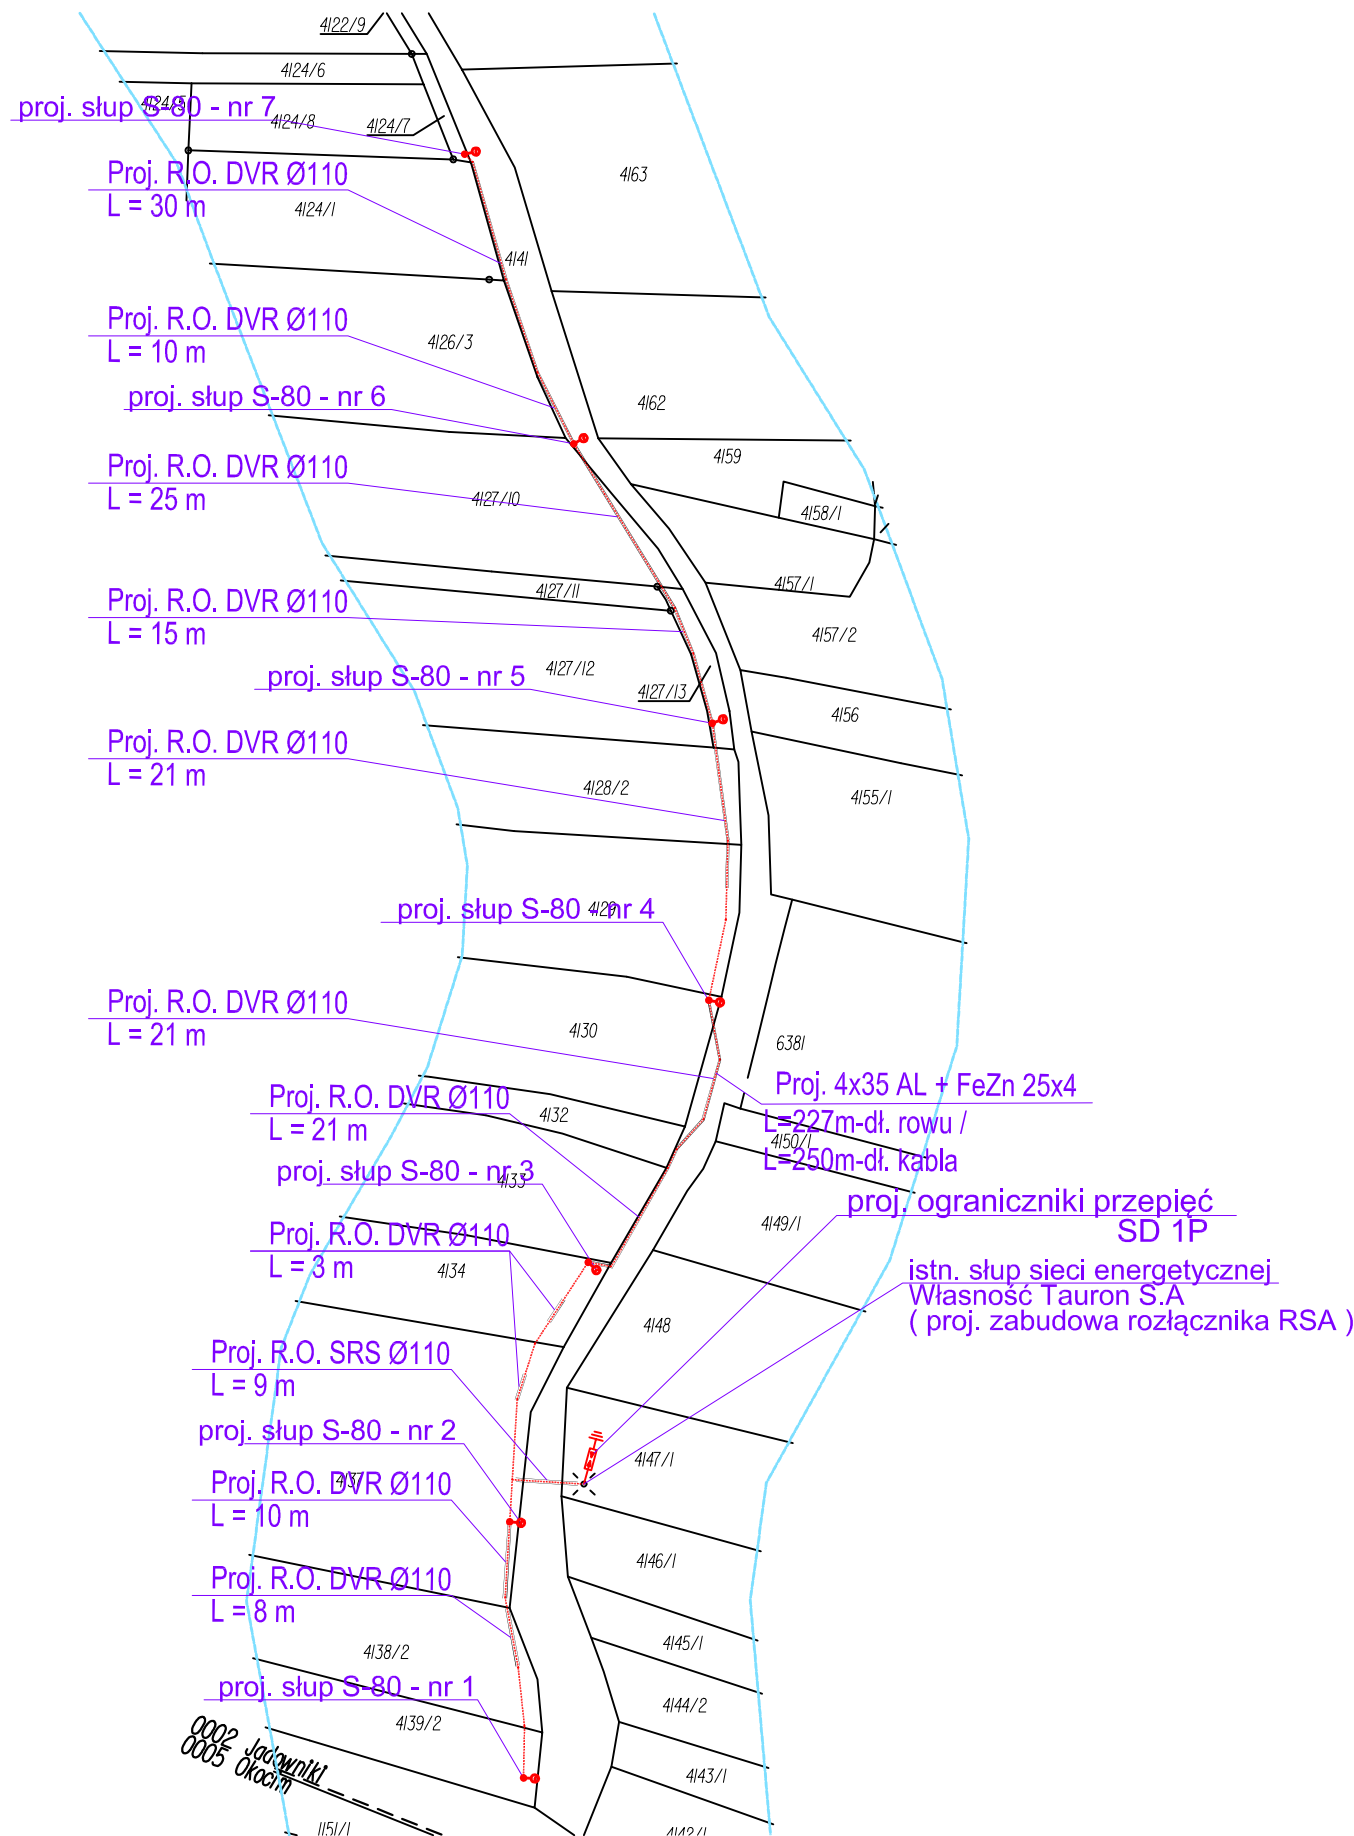 4122/9
4124/6
4124/5
proj. słup S-80 - nr 7
4124/8
4124/7
Proj. R.O. DVR Ø110
L = 30 m
4163
4124/1
4141
Proj. R.O. DVR Ø110
L = 10 m
4126/3
proj. słup S-80 - nr 6
4162
4159
Proj. R.O. DVR Ø110
L = 25 m
4127/10
4158/1
4127/11
4157/1
Proj. R.O. DVR Ø110
L = 15 m
4157/2
4127/12
proj. słup S-80 - nr 5
4127/13
4156
Proj. R.O. DVR Ø110
L = 21 m
4128/2
4155/1
proj. słup S-80 - nr 4
4129
Proj. R.O. DVR Ø110
L = 21 m
4130
6381
Proj. 4x35 AL + FeZn 25x4
L=227m-dł. rowu /
L=250m-dł. kabla
Proj. R.O. DVR Ø110
L = 21 m
4132
4150/1
proj. słup S-80 - nr 3
4133
proj. ograniczniki przepięć
SD 1P
4149/1
Proj. R.O. DVR Ø110
L = 3 m
4134
istn. słup sieci energetycznej
Własność Tauron S.A
( proj. zabudowa rozłącznika RSA )
4148
Proj. R.O. SRS Ø110
L = 9 m
proj. słup S-80 - nr 2
4147/1
4137
Proj. R.O. DVR Ø110
L = 10 m
4146/1
Proj. R.O. DVR Ø110
L = 8 m
4138/2
4145/1
proj. słup S-80 - nr 1
4144/2
4139/2
0002 Jadowniki
0005 Okocim
4143/1
1151/1
4142/1